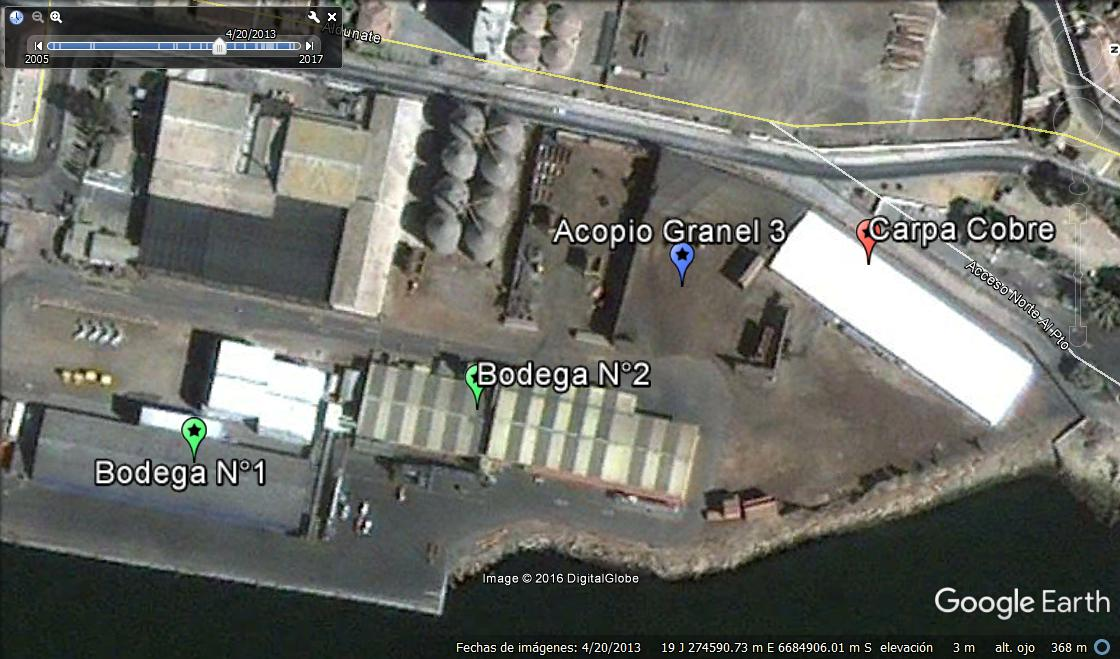 4/20/2013
2005
2017
Aldunate
N
Acopio Granel 3
Carpa Cobre
Acceso Norte Al Pto
Bodega N°2
Bodega N°1
Image © 2016 DigitalGlobe
Google Earth
Fechas de imágenes: 4/20/2013 19 J 274590.73 m E 6684906.01 m S elevación 3 m alt. ojo 368 m